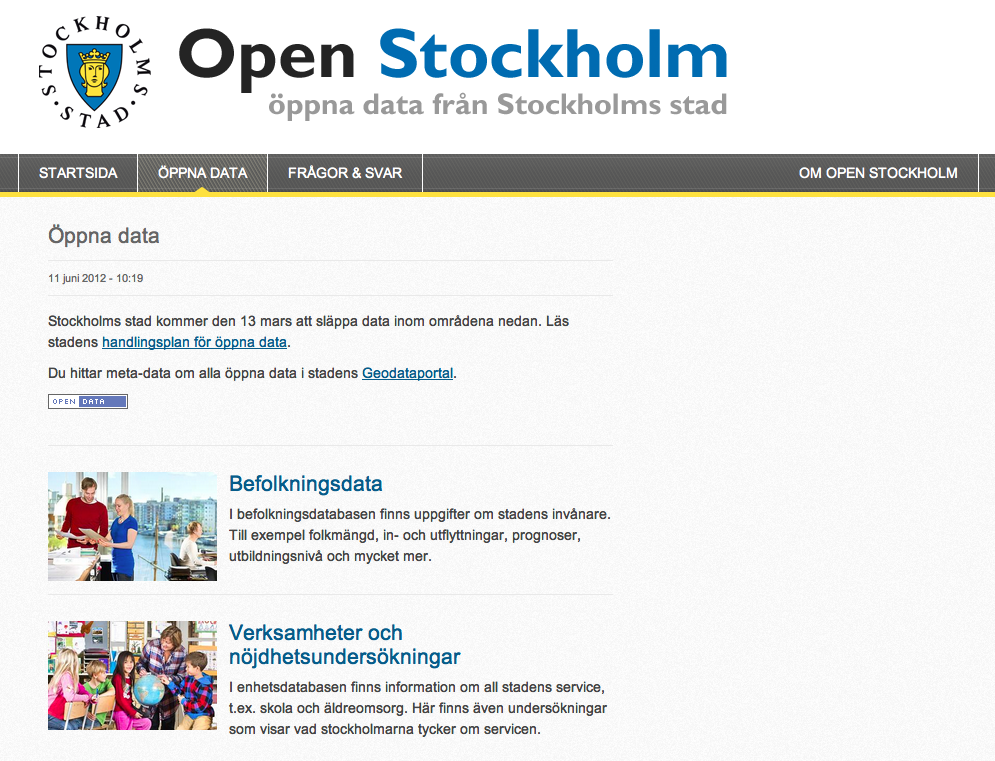 STOCKHOLMS
· STAD ·
Open Stockholm
öppna data från Stockholms stad
STARTSIDA
ÖPPNA DATA
FRÅGOR & SVAR
OM OPEN STOCKHOLM
Öppna data
11 juni 2012 - 10:19
Stockholms stad kommer den 13 mars att släppa data inom områdena nedan. Läs
stadens handlingsplan för öppna data.
Du hittar meta-data om alla öppna data i stadens Geodataportal.
OPEN DATA
Befolkningsdata
I befolkningsdatabasen finns uppgifter om stadens invånare.
Till exempel folkmängd, in- och utflyttningar, prognoser,
utbildningsnivå och mycket mer.
Verksamheter och
nöjdhetsundersökningar
I enhetsdatabasen finns information om all stadens service,
t.ex. skola och äldreomsorg. Här finns även undersökningar
som visar vad stockholmarna tycker om servicen.